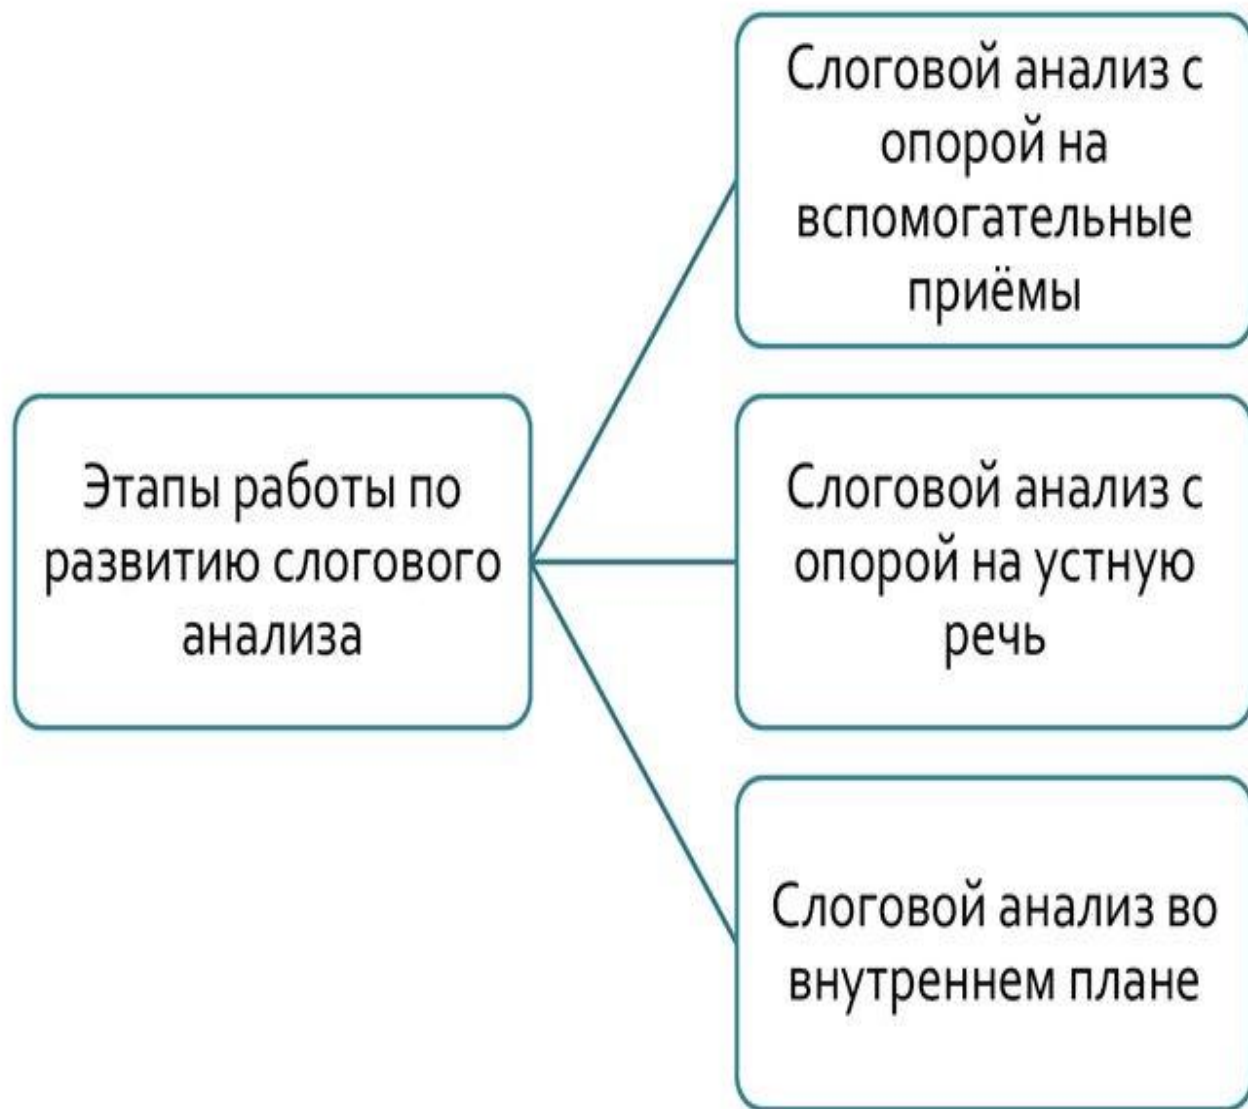 Этапы работы по
развитию слогового
анализа
Слоговой анализ с
опорой на
вспомогательные
приёмы
Слоговой анализ с
опорой на устную
речь
Слоговой анализ во
внутреннем плане